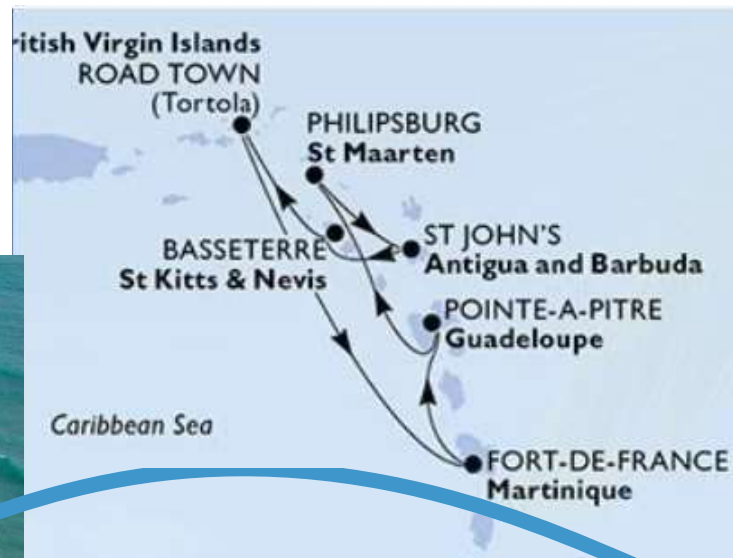 ritish Virgin Islands
ROAD TOWN
(Tortola)
PHILIPSBURG
St Maarten
BASSETERRE
St Kitts & Nevis
ST JOHN'S
Antigua and Barbuda
POINTE-A-PITRE
Guadeloupe
Caribbean Sea
FORT-DE-FRANCE
Martinique